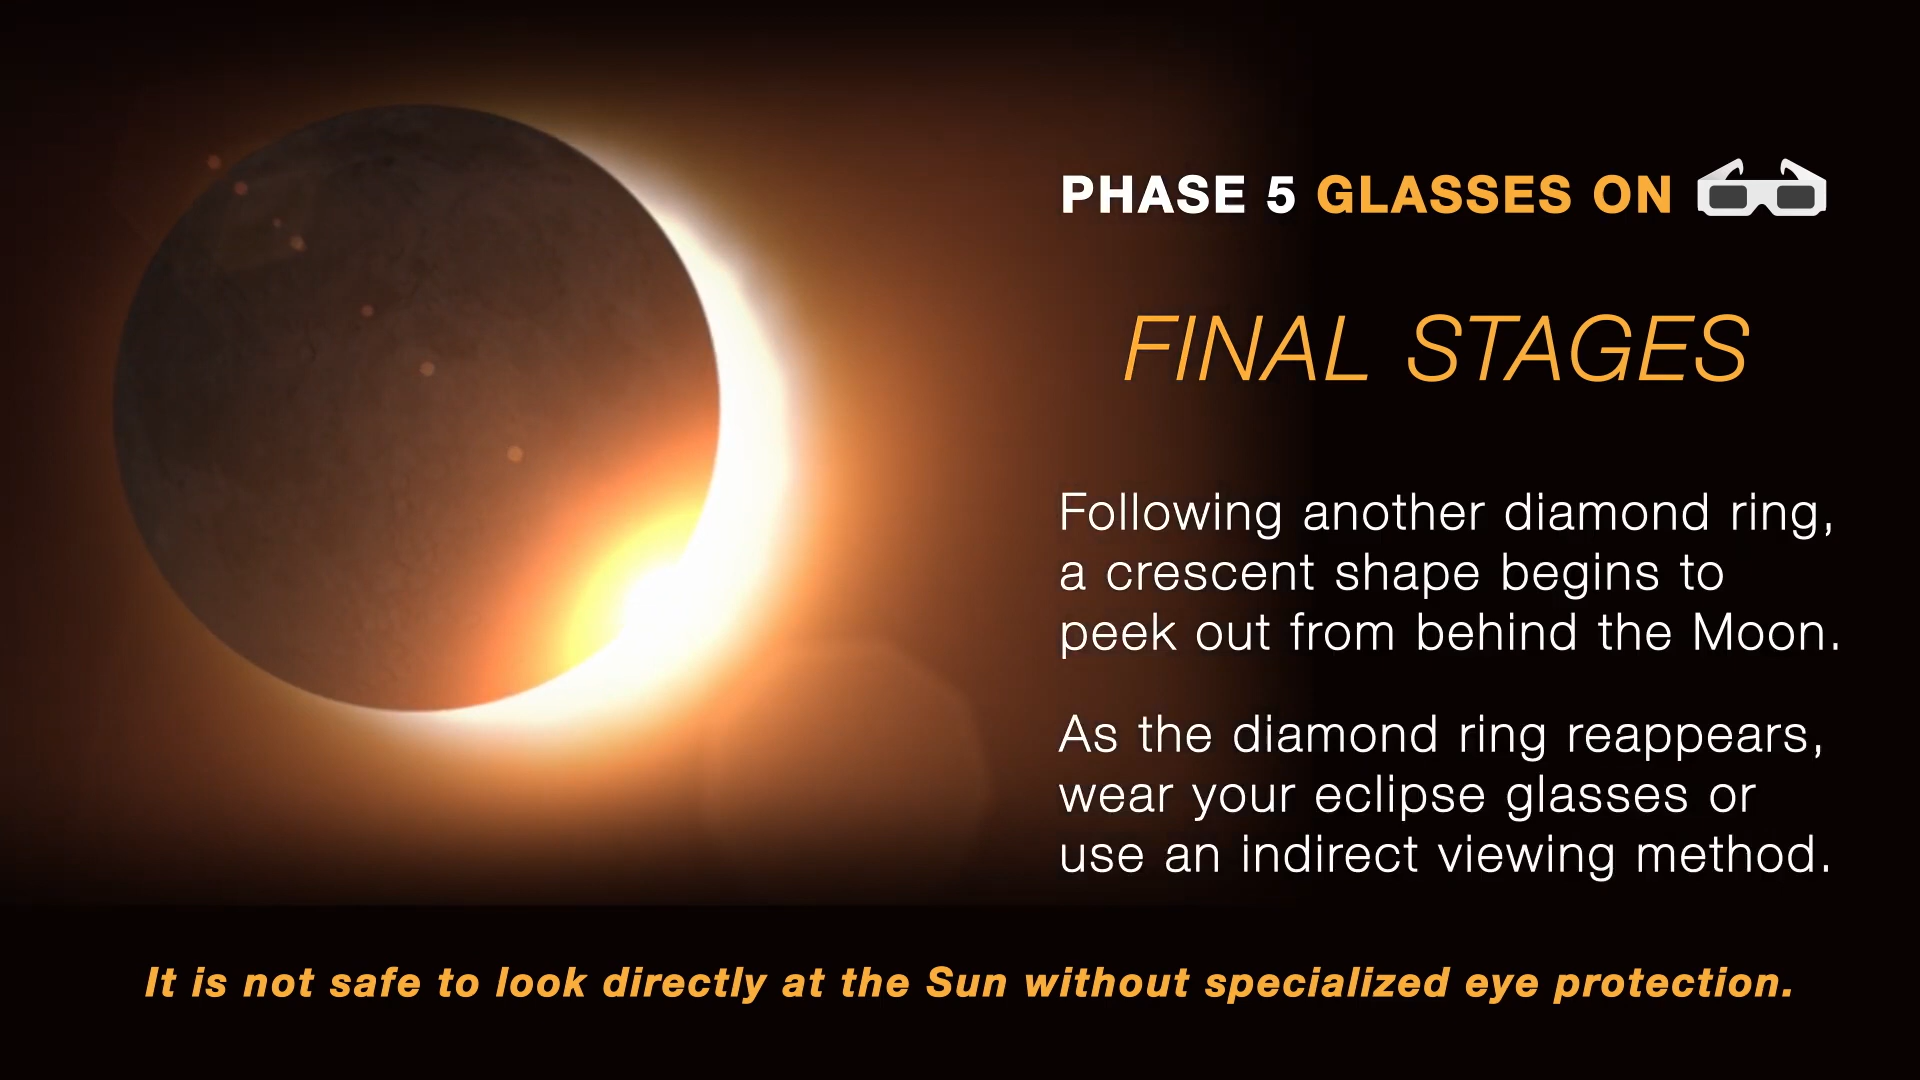 PHASE 5 GLASSES ON
FINAL STAGES
Following another diamond ring,
a crescent shape begins to
peek out from behind the Moon.
As the diamond ring reappears,
wear your eclipse glasses or
use an indirect viewing method.
It is not safe to look directly at the Sun without specialized eye protection.